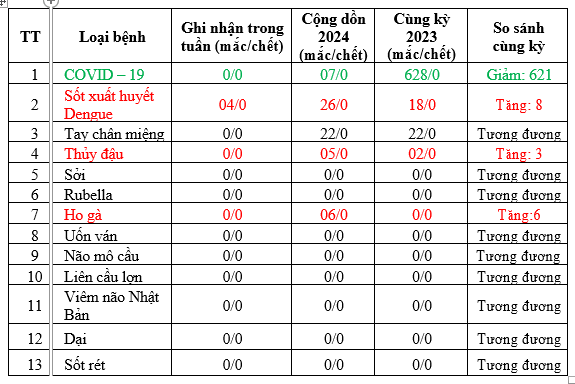 TT Loại bệnh Ghi nhận trong tuần (mắc/chết) Cộng dồn 2024 (mắc/chết) Cùng kỳ 2023 (mắc/chết) So sánh cùng kỳ
1 COVID – 19 0/0 07/0 628/0 Giảm: 621
2 Sốt xuất huyết Dengue 04/0 26/0 18/0 Tăng: 8
3 Tay chân miệng 0/0 22/0 22/0 Tương đương
4 Thủy đậu 0/0 05/0 02/0 Tăng: 3
5 Sởi 0/0 0/0 0/0 Tương đương
6 Rubella 0/0 0/0 0/0 Tương đương
7 Ho gà 0/0 06/0 0/0 Tăng:6
8 Uốn ván 0/0 0/0 0/0 Tương đương
9 Não mô cầu 0/0 0/0 0/0 Tương đương
10 Liên cầu lợn 0/0 0/0 0/0 Tương đương
11 Viêm não Nhật Bản 0/0 0/0 0/0 Tương đương
12 Dại 0/0 0/0 0/0 Tương đương
13 Sốt rét 0/0 0/0 0/0 Tương đương